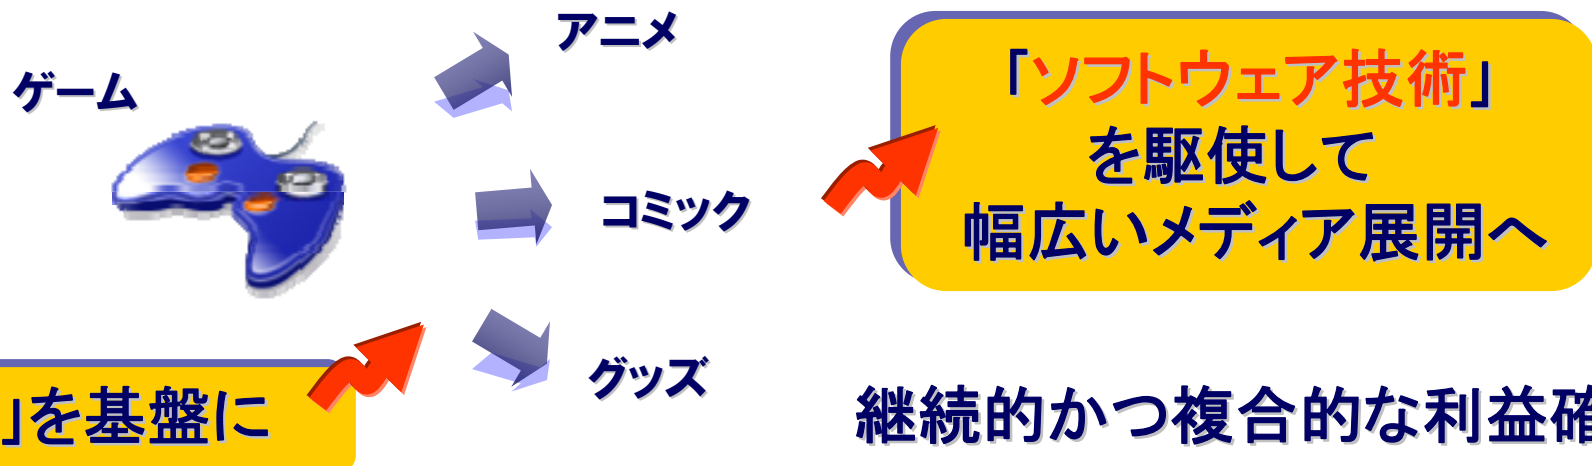 アニメ
ゲーム
「ソフトウェア技術」
を駆使して
幅広いメディア展開へ
コミック
グッズ
」を基盤に
継続的かつ複合的な利益確